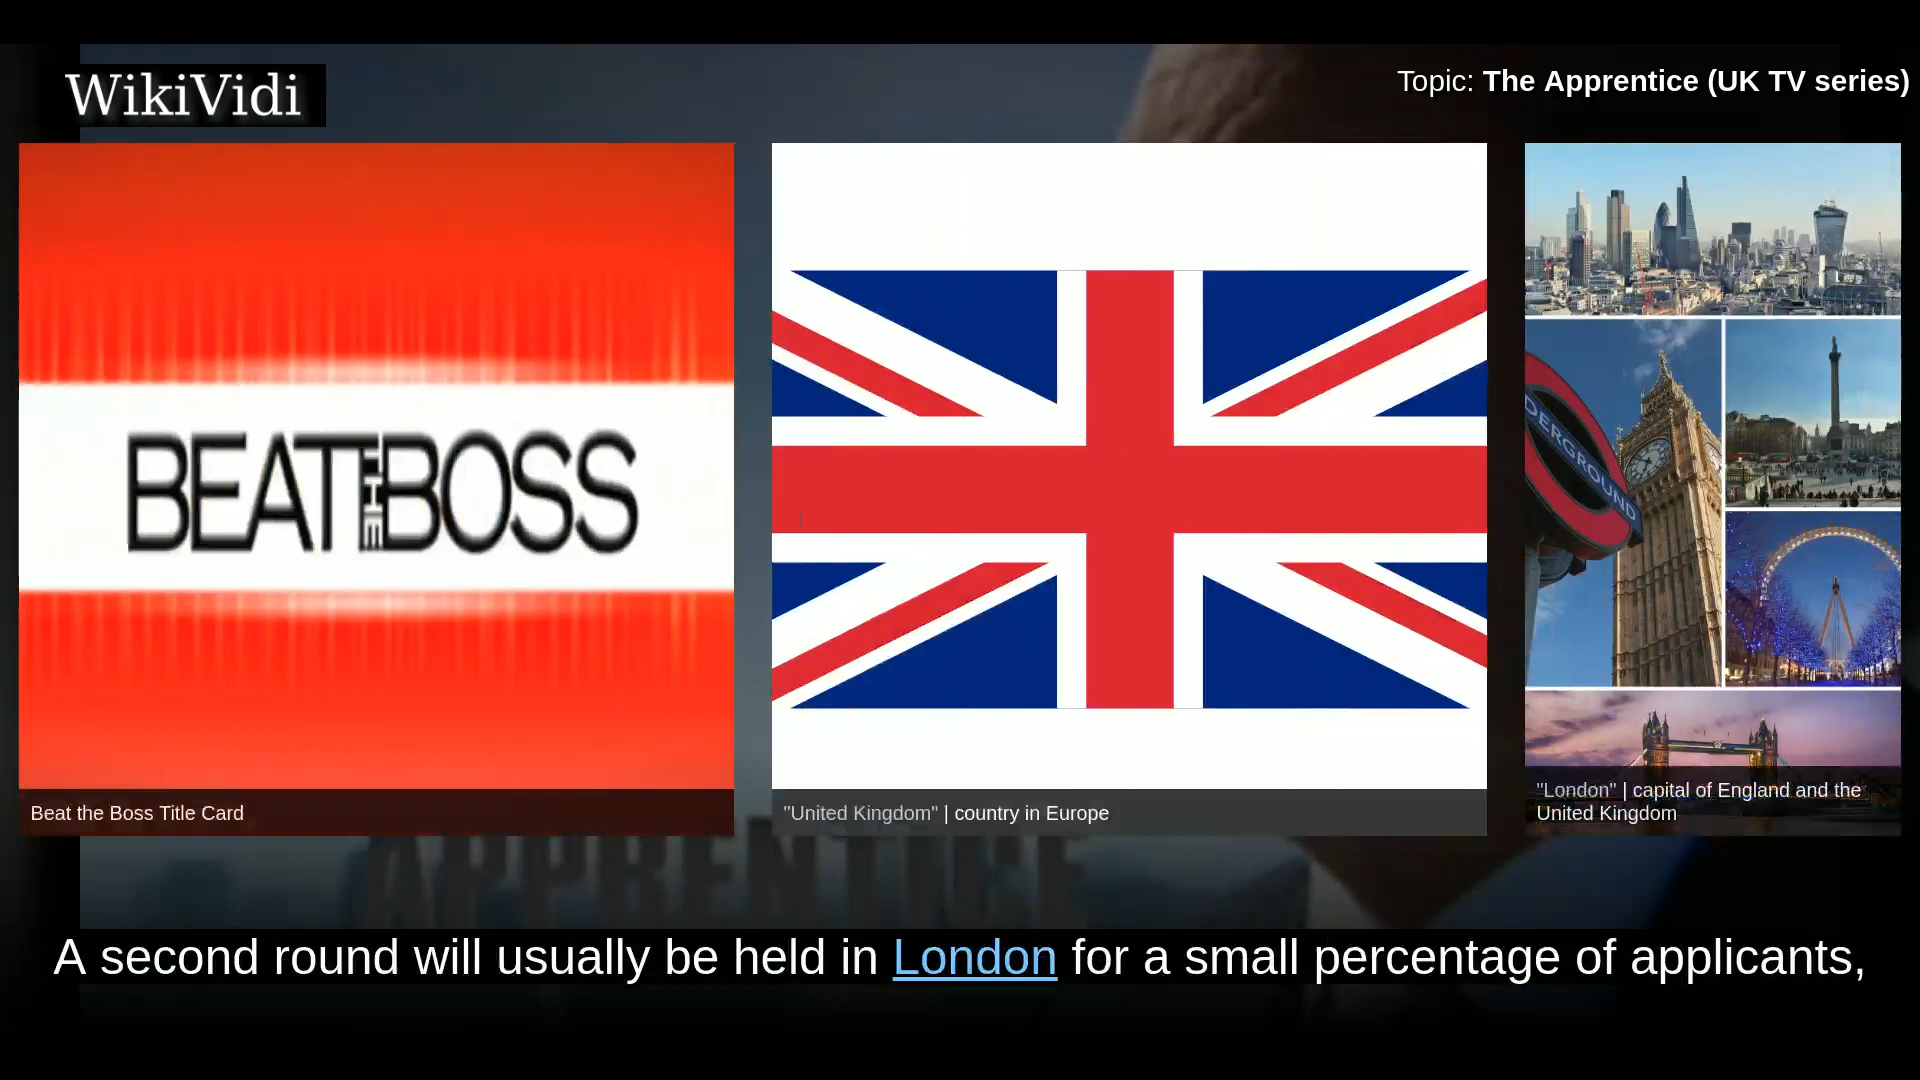 WikiVidi
Topic: The Apprentice (UK TV series)
BEAT THE BOSS
DERGROUND
Beat the Boss Title Card
"United Kingdom" | country in Europe
"London" | capital of England and the
United Kingdom
APPRENTICE
A second round will usually be held in London for a small percentage of applicants,